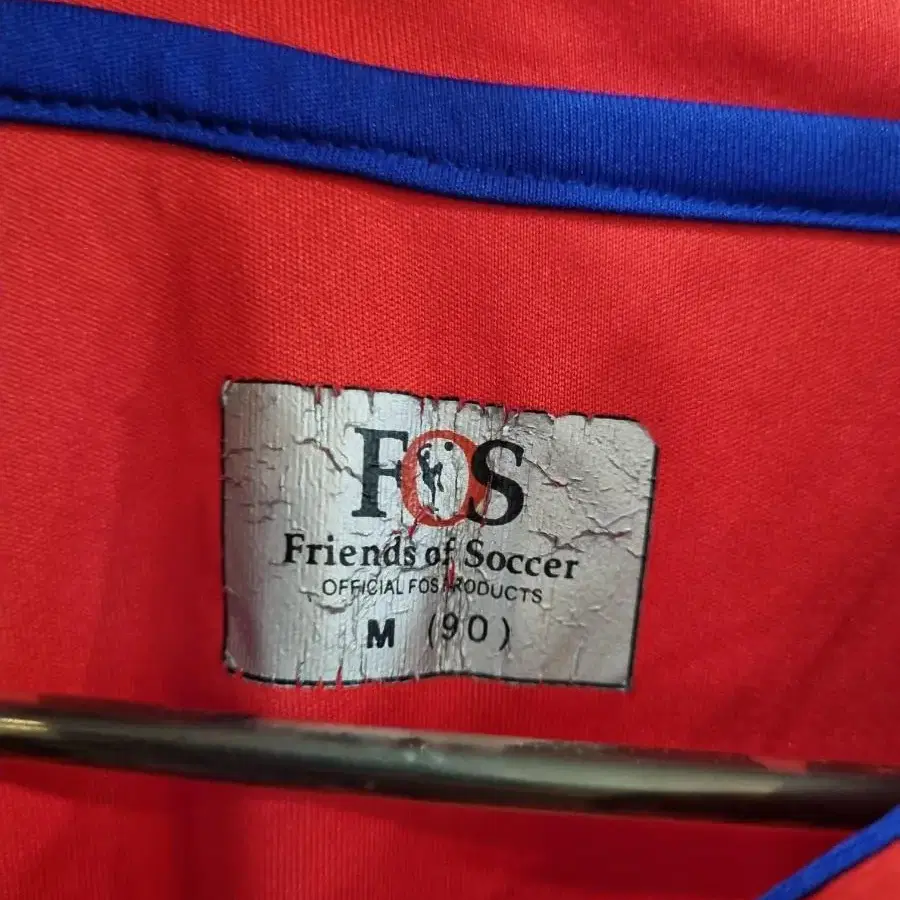 FOS
Friends of Soccer
OFFICIAL FOS PRODUCTS
M (90)